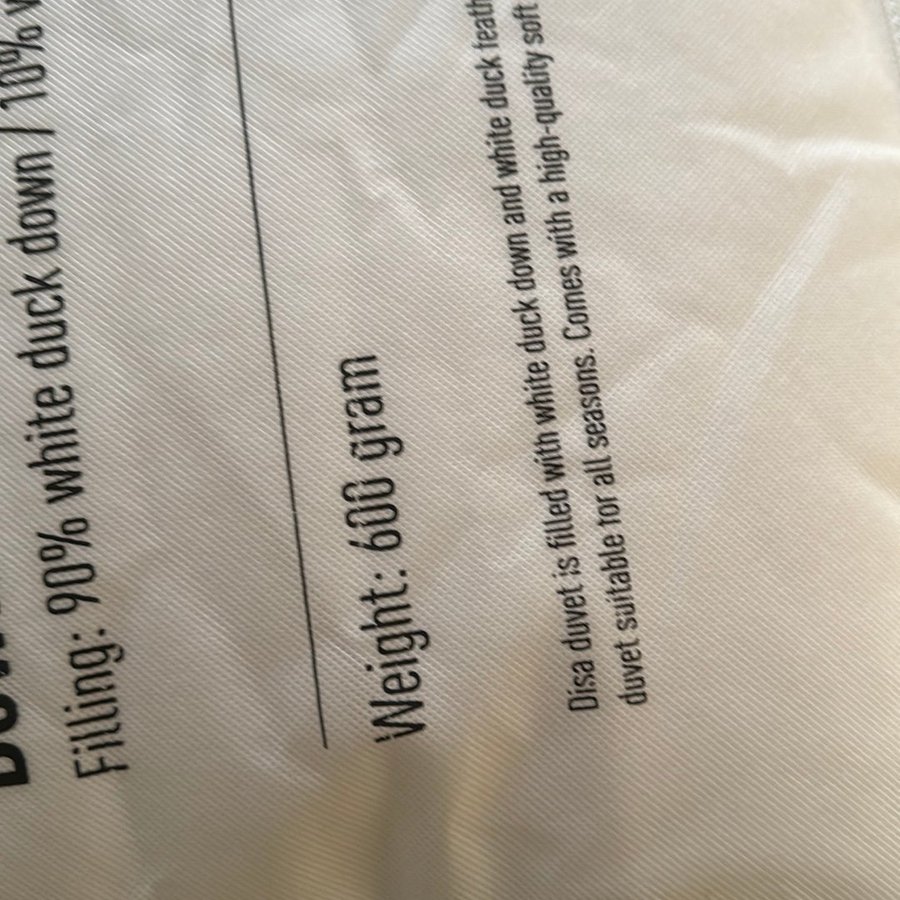 Filling: 90% white duck down / 10%
Weight: 600 gram
Disa duvet is filled with white duck down and white duck
duvet suitable for all seasons. Comes with a high-quality soft